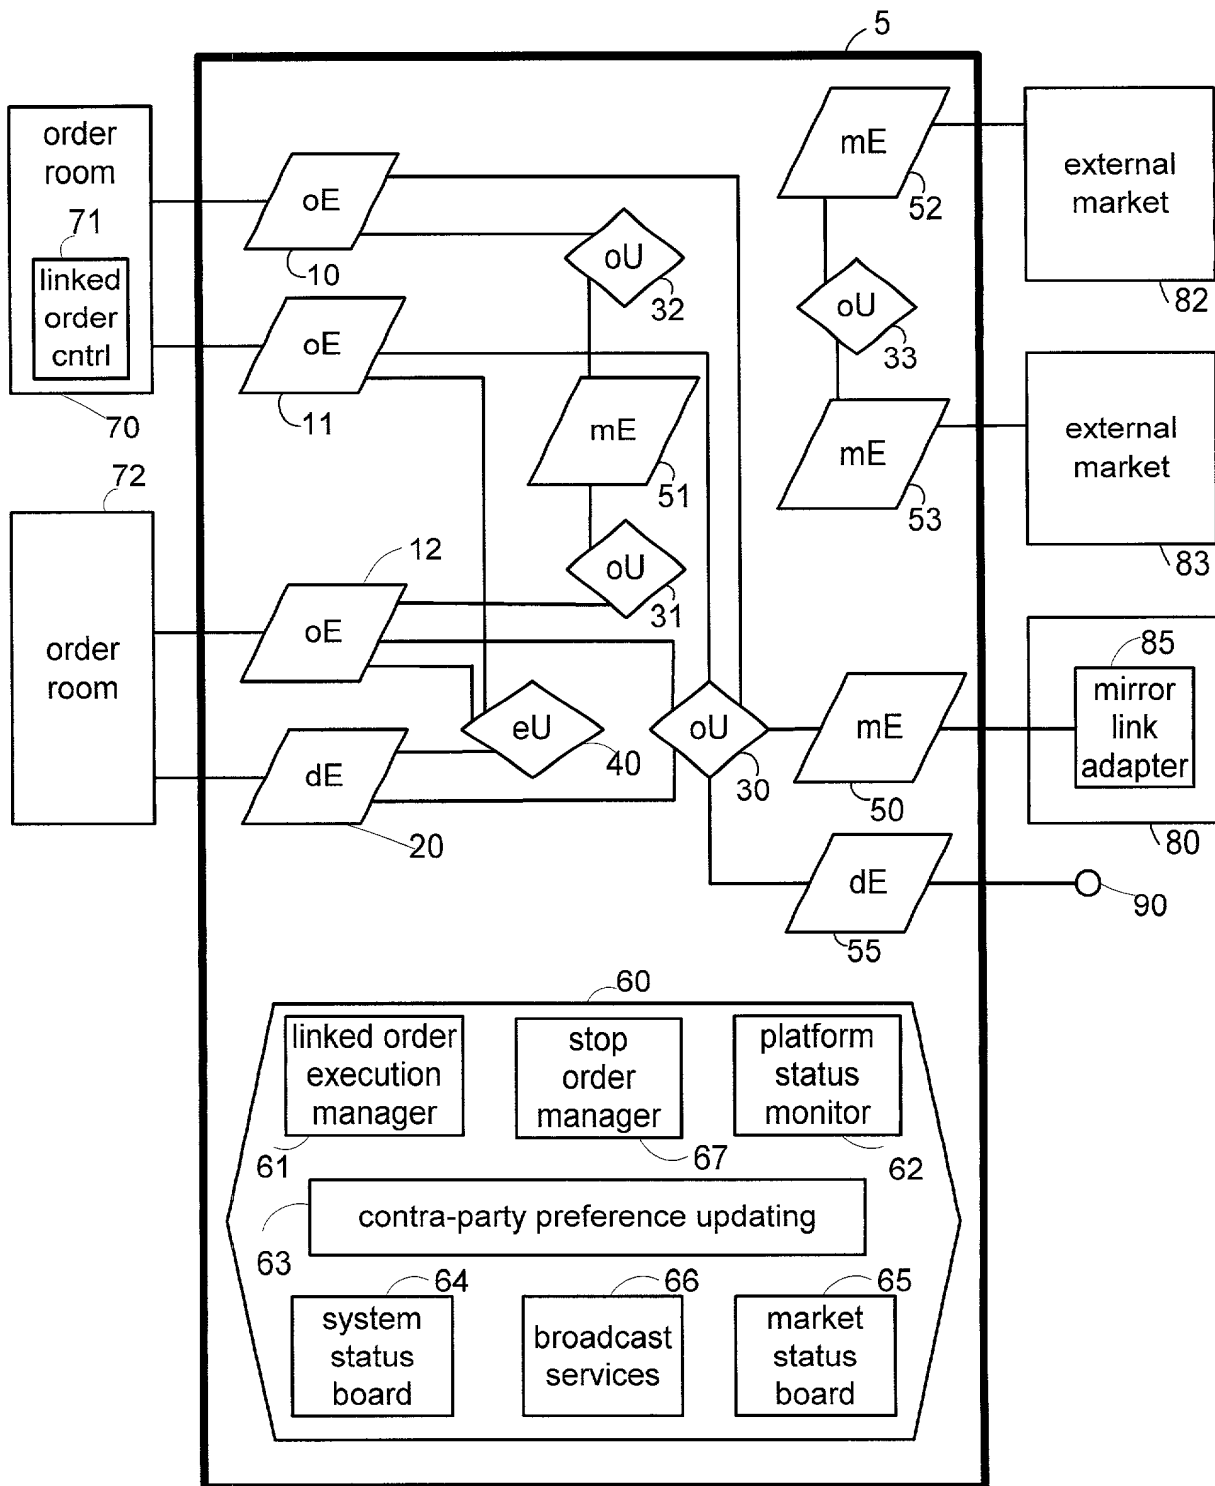 5
order
room
71
linked
order
cntrl
70
oE
10
oE
11
oU
32
mE
51
oU
31
mE
52
oU
33
mE
53
external
market
82
external
market
83
72
order
room
12
oE
dE
20
eU
40
oU
30
mE
50
85
mirror
link
adapter
80
dE
55
90
60
linked order
execution
manager
61
stop
order
manager
67
platform
status
monitor
62
contra-party preference updating
63
64
system
status
board
66
broadcast
services
65
market
status
board